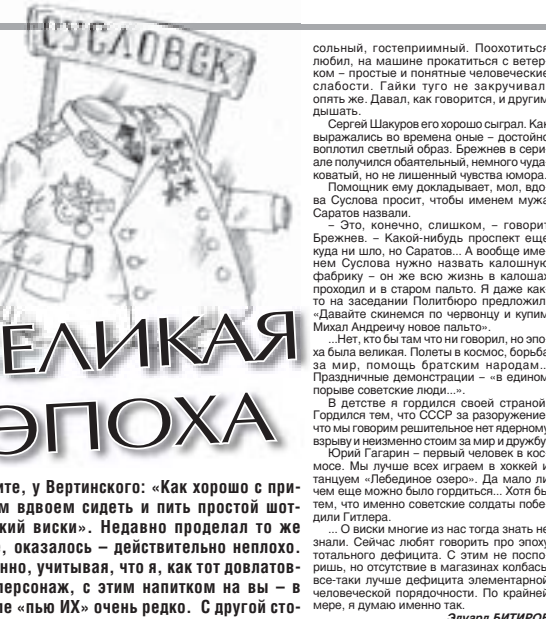 СУСЛОВСК
ЕЛИКАЯ
ЭПОХА
ите, у Вертинского: «Как хорошо с при-
м вдвоем сидеть и пить простой шот-
кий виски». Недавно проделал то же
, оказалось – действительно неплохо.
нно, учитывая, что я, как тот довлатов-
персонаж, с этим напитком на вы – в
ле «пью ИХ» очень редко. С другой сто-
сольный, гостеприимный. Поохотиться
любил, на машине прокатиться с ветер-
ком – простые и понятные человеческие
слабости. Гайки туго не закручивал,
опять же. Давал, как говорится, и другим
дышать.
Сергей Шакуров его хорошо сыграл. Как
выражались во времена оные – достойно
воплотил светлый образ. Брежнев в сери-
але получился обаятельный, немного чуда-
коватый, но не лишенный чувства юмора.
Помощник ему докладывает, мол, вдо-
ва Суслова просит, чтобы именем мужа
Саратов назвали.
– Это, конечно, слишком, – говорит
Брежнев. – Какой-нибудь проспект еще
куда ни шло, но Саратов... А вообще име-
нем Суслова нужно назвать калошную
фабрику – он же всю жизнь в калошах
проходил и в старом пальто. Я даже как-
то на заседании Политбюро предложил:
«Давайте скинемся по червонцу и купим
Михал Андреичу новое пальто».
...Нет, кто бы там что ни говорил, но эпо-
ха была великая. Полеты в космос, борьба
за мир, помощь братским народам...
Праздничные демонстрации – «в едином
порыве советские люди...».
В детстве я гордился своей страной.
Гордился тем, что СССР за разоружение,
что мы говорим решительное нет ядерному
взрыву и неизменно стоим за мир и дружбу.
Юрий Гагарин – первый человек в кос-
мосе. Мы лучше всех играем в хоккей и
танцуем «Лебединое озеро». Да мало ли
чем еще можно было гордиться... Хотя бы
тем, что именно советские солдаты побе-
дили Гитлера.
... О виски многие из нас тогда знать не
знали. Сейчас любят говорить про эпоху
тотального дефицита. С этим не поспо-
ришь, но отсутствие в магазинах колбасы
все-таки лучше дефицита элементарной
человеческой порядочности. По крайней
мере, я думаю именно так.
Эдуард БИТИРОВ